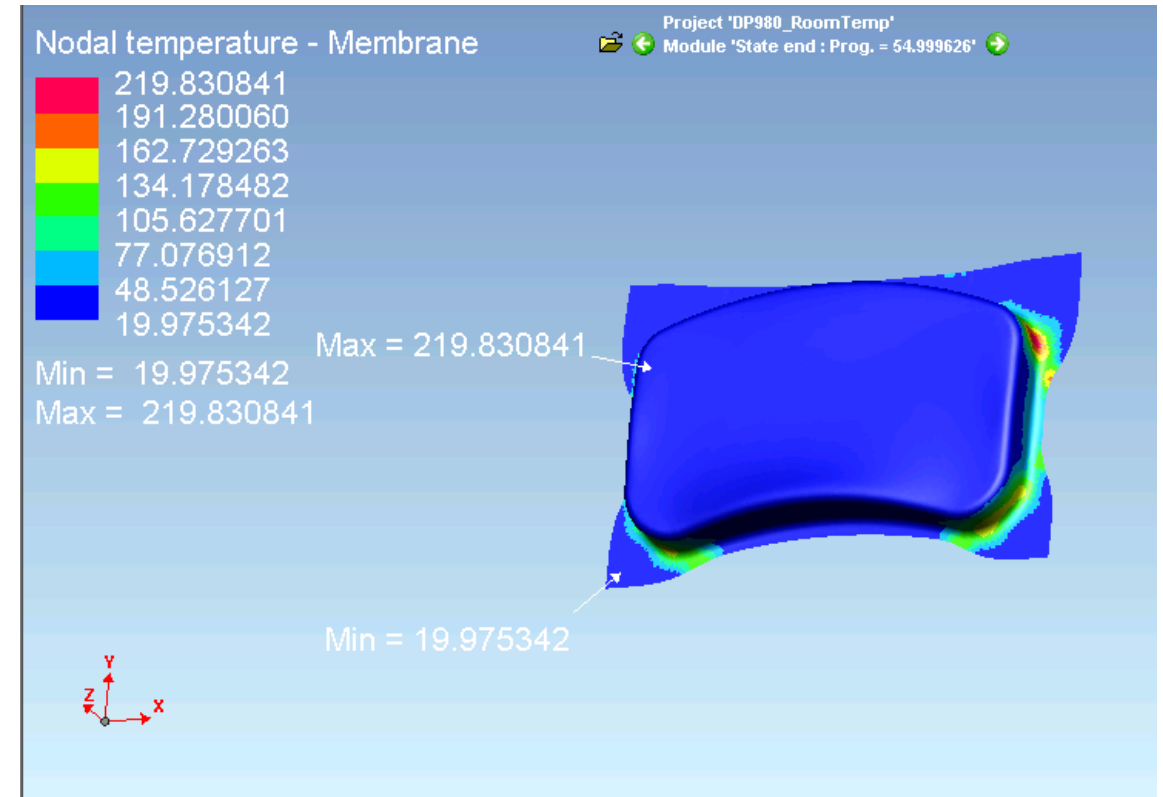 Project 'DP980_RoomTemp'
Nodal temperature - Membrane
Module 'State end : Prog. = 54.999626'
219.830841
191.280060
162.729263
134.178482
105.627701
77.076912
48.526127
19.975342
Max = 219.830841
Min = 19.975342
Max = 219.830841
Min = 19.975342
Y
Z
X